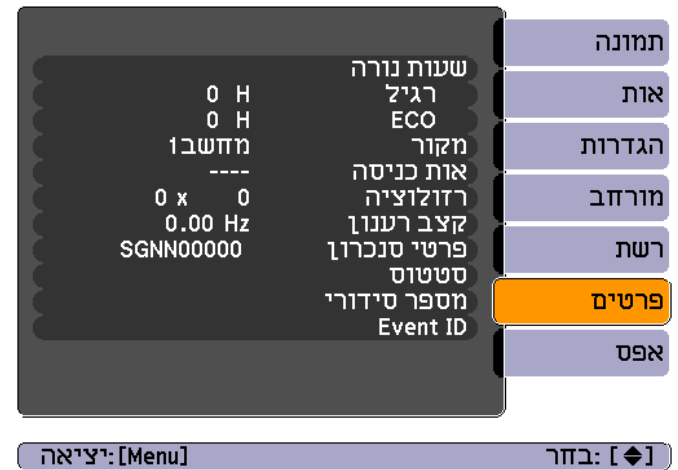 תמונה
אות
הגדרות
מורחב
רשת
פרטים
אפס
שעות נורה
רגיל 0 H
ECO 0 H
מקור מחשב1
אות כניסה ----
רזולוציה 0 x 0
קצב רענון 0.00 Hz
פרטי סנכרון SGNN00000
סטטוס
מספר סידורי
Event ID
[◆] :בחר
[Menu]:יציאה